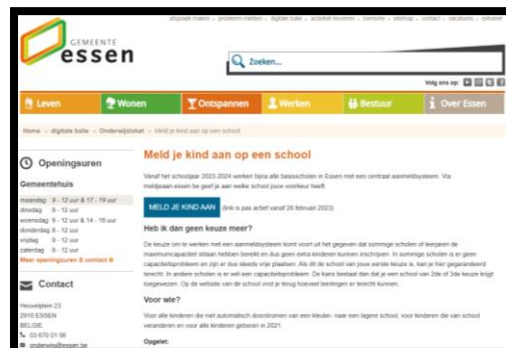 afspraak maken - probleem melden - digitale balie - activiteit invoeren - toerisme - sitemap - contact - vacatures - extranet
GEMEENTE
essen
Zoeken...
Volg ons op:
Leven
Wonen
Ontspannen
Werken
Bestuur
Over Essen
Home - digitale balie - Onderwijsloket - Meld je kind aan op een school
Openingsuren
Gemeentehuis
maandag 9 - 12 uur & 17 - 19 uur
dinsdag 9 - 12 uur
woensdag 9 - 12 uur & 14 - 16 uur
donderdag 9 - 12 uur
vrijdag 9 - 12 uur
zaterdag 9 - 12 uur
Meer openingsuren & contact
Contact
Heuvelplein 23
2910 ESSEN
BELGIE
03 670 01 56
onderwijs@essen.be
Meld je kind aan op een school
Vanaf het schooljaar 2023-2024 werken bijna alle basisscholen in Essen met een centraal aanmeldsysteem. Via
meldjeaan.essen.be geef je aan welke school jouw voorkeur heeft.
MELD JE KIND AAN (link is pas actief vanaf 28 februari 2023)
Heb ik dan geen keuze meer?
De keuze om te werken met een aanmeldsysteem komt voort uit het gegeven dat sommige scholen of leerjaren de
maximumcapaciteit stilaan hebben bereikt en dus geen extra kinderen kunnen inschrijven. In sommige scholen is er geen
capaciteitsprobleem en zijn er dus steeds vrije plaatsen. Als dit de school van jouw eerste keuze is, kan je hier gegarandeerd
terecht. In andere scholen is er wél een capaciteitsprobleem. De kans bestaat dan dat je een school van 2de of 3de keuze krijgt
toegewezen. Op de website van de school vind je terug hoeveel leerlingen er terecht kunnen.
Voor wie?
Voor alle kinderen die niet automatisch doorstromen van een kleuter- naar een lagere school, voor kinderen die van school
veranderen en voor alle kinderen geboren in 2021.
Opgelet: